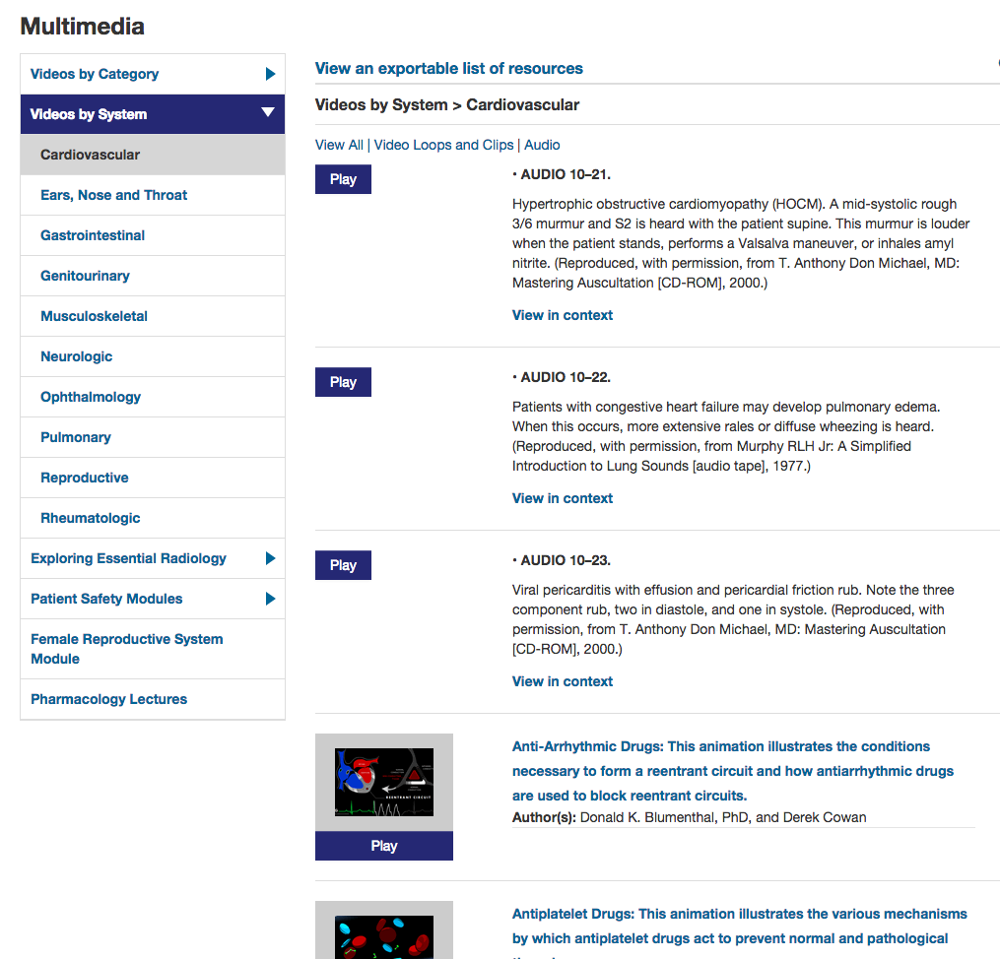 Multimedia
Videos by Category
Videos by System
Cardiovascular
Ears, Nose and Throat
Gastrointestinal
Genitourinary
Musculoskeletal
Neurologic
Ophthalmology
Pulmonary
Reproductive
Rheumatologic
Exploring Essential Radiology
Patient Safety Modules
Female Reproductive System
Module
Pharmacology Lectures
View an exportable list of resources
Videos by System > Cardiovascular
View All | Video Loops and Clips | Audio
Play
• AUDIO 10–21.
Hypertrophic obstructive cardiomyopathy (HOCM). A mid-systolic rough
3/6 murmur and S2 is heard with the patient supine. This murmur is louder
when the patient stands, performs a Valsalva maneuver, or inhales amyl
nitrite. (Reproduced, with permission, from T. Anthony Don Michael, MD:
Mastering Auscultation [CD-ROM], 2000.)
View in context
Play
• AUDIO 10–22.
Patients with congestive heart failure may develop pulmonary edema.
When this occurs, more extensive rales or diffuse wheezing is heard.
(Reproduced, with permission, from Murphy RLH Jr: A Simplified
Introduction to Lung Sounds [audio tape], 1977.)
View in context
Play
• AUDIO 10–23.
Viral pericarditis with effusion and pericardial friction rub. Note the three
component rub, two in diastole, and one in systole. (Reproduced, with
permission, from T. Anthony Don Michael, MD: Mastering Auscultation
[CD-ROM], 2000.)
View in context
REENTRANT CIRCUIT
Play
Anti-Arrhythmic Drugs: This animation illustrates the conditions
necessary to form a reentrant circuit and how antiarrhythmic drugs
are used to block reentrant circuits.
Author(s): Donald K. Blumenthal, PhD, and Derek Cowan
Antiplatelet Drugs: This animation illustrates the various mechanisms
by which antiplatelet drugs act to prevent normal and pathological